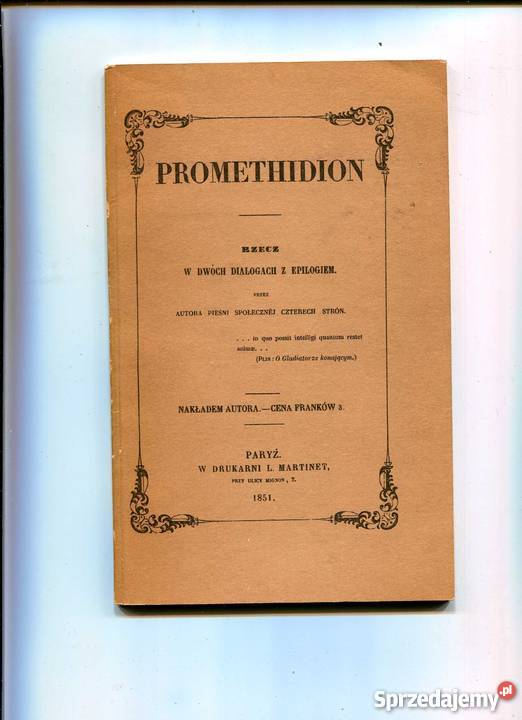 PROMETHIDION
RZECZ
W DWÓCH DIALOGACH Z EPILOGIEM.
PRZEZ
AUTORA PIEŚNI SPOŁECZNÉJ CZTERECH STRÓN.
. . . in quo possit intelligi quantum restet
animæ. . .
(PLIN: O Gladiatorze konającym.)
NAKŁADEM AUTORA.—CENA FRANKÓW 3.
PARYŻ.
W DRUKARNI L. MARTINET,
PRZY ULICY MIGNON, 2.
1851.
Sprzedajemy.pl